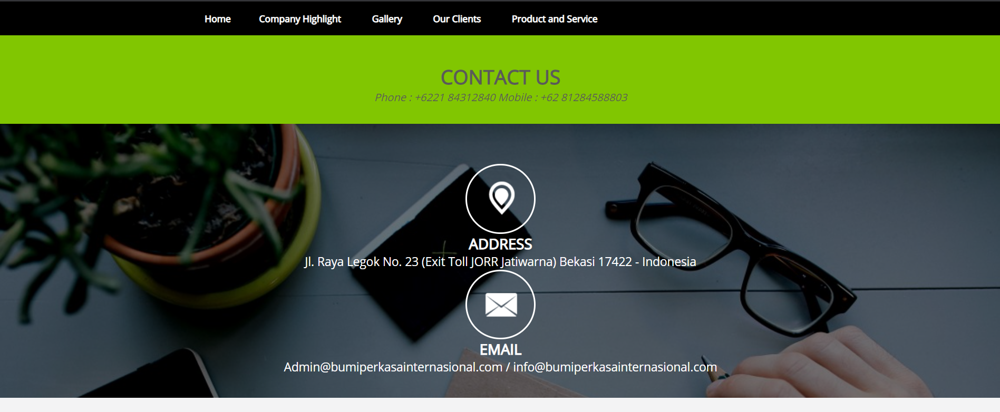 Home Company Highlight Gallery Our Clients Product and Service
CONTACT US
Phone : +6221 84312840 Mobile : +62 81284588803
ADDRESS
Jl. Raya Legok No. 23 (Exit Toll JORR Jatiwarna) Bekasi 17422 - Indonesia
EMAIL
Admin@bumiperkasainternasional.com / info@bumiperkasainternasional.com